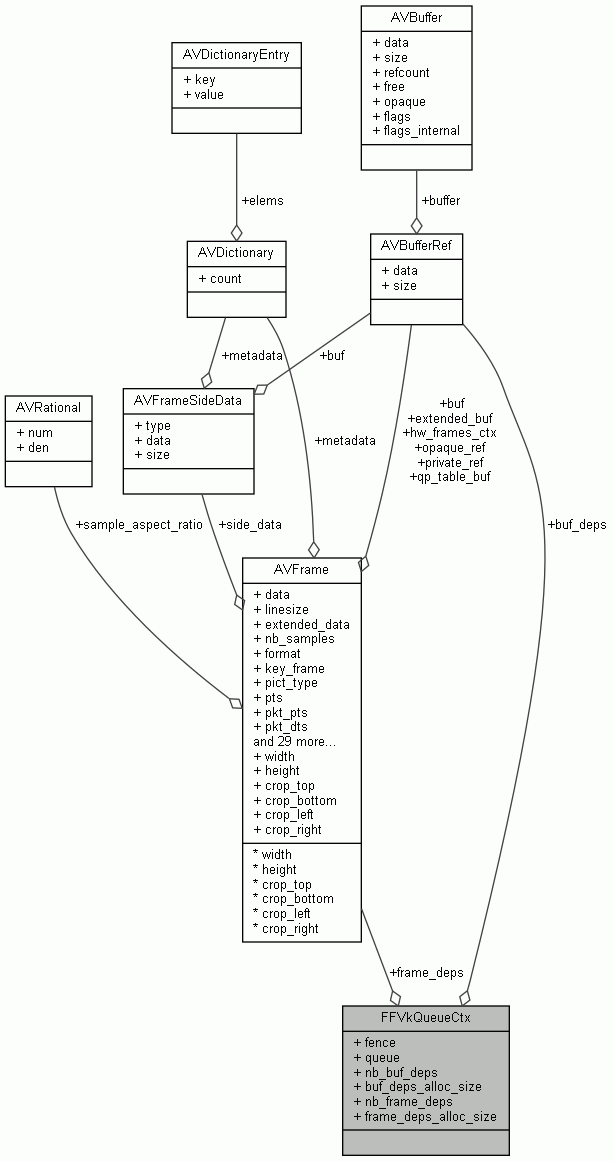 AVBuffer
+ data
+ size
+ refcount
+ free
+ opaque
+ flags
+ flags_internal
AVDictionaryEntry
+ key
+ value
+elems
+buffer
AVDictionary
+ count
AVBufferRef
+ data
+ size
+metadata
+buf
AVFrameSideData
+ type
+ data
+ size
AVRational
+ num
+ den
+metadata
+buf
+extended_buf
+hw_frames_ctx
+opaque_ref
+private_ref
+qp_table_buf
+sample_aspect_ratio
+side_data
+buf_deps
AVFrame
+ data
+ linesize
+ extended_data
+ nb_samples
+ format
+ key_frame
+ pict_type
+ pts
+ pkt_pts
+ pkt_dts
and 29 more...
+ width
+ height
+ crop_top
+ crop_bottom
+ crop_left
+ crop_right
* width
* height
* crop_top
* crop_bottom
* crop_left
* crop_right
+frame_deps
FFVkQueueCtx
+ fence
+ queue
+ nb_buf_deps
+ buf_deps_alloc_size
+ nb_frame_deps
+ frame_deps_alloc_size